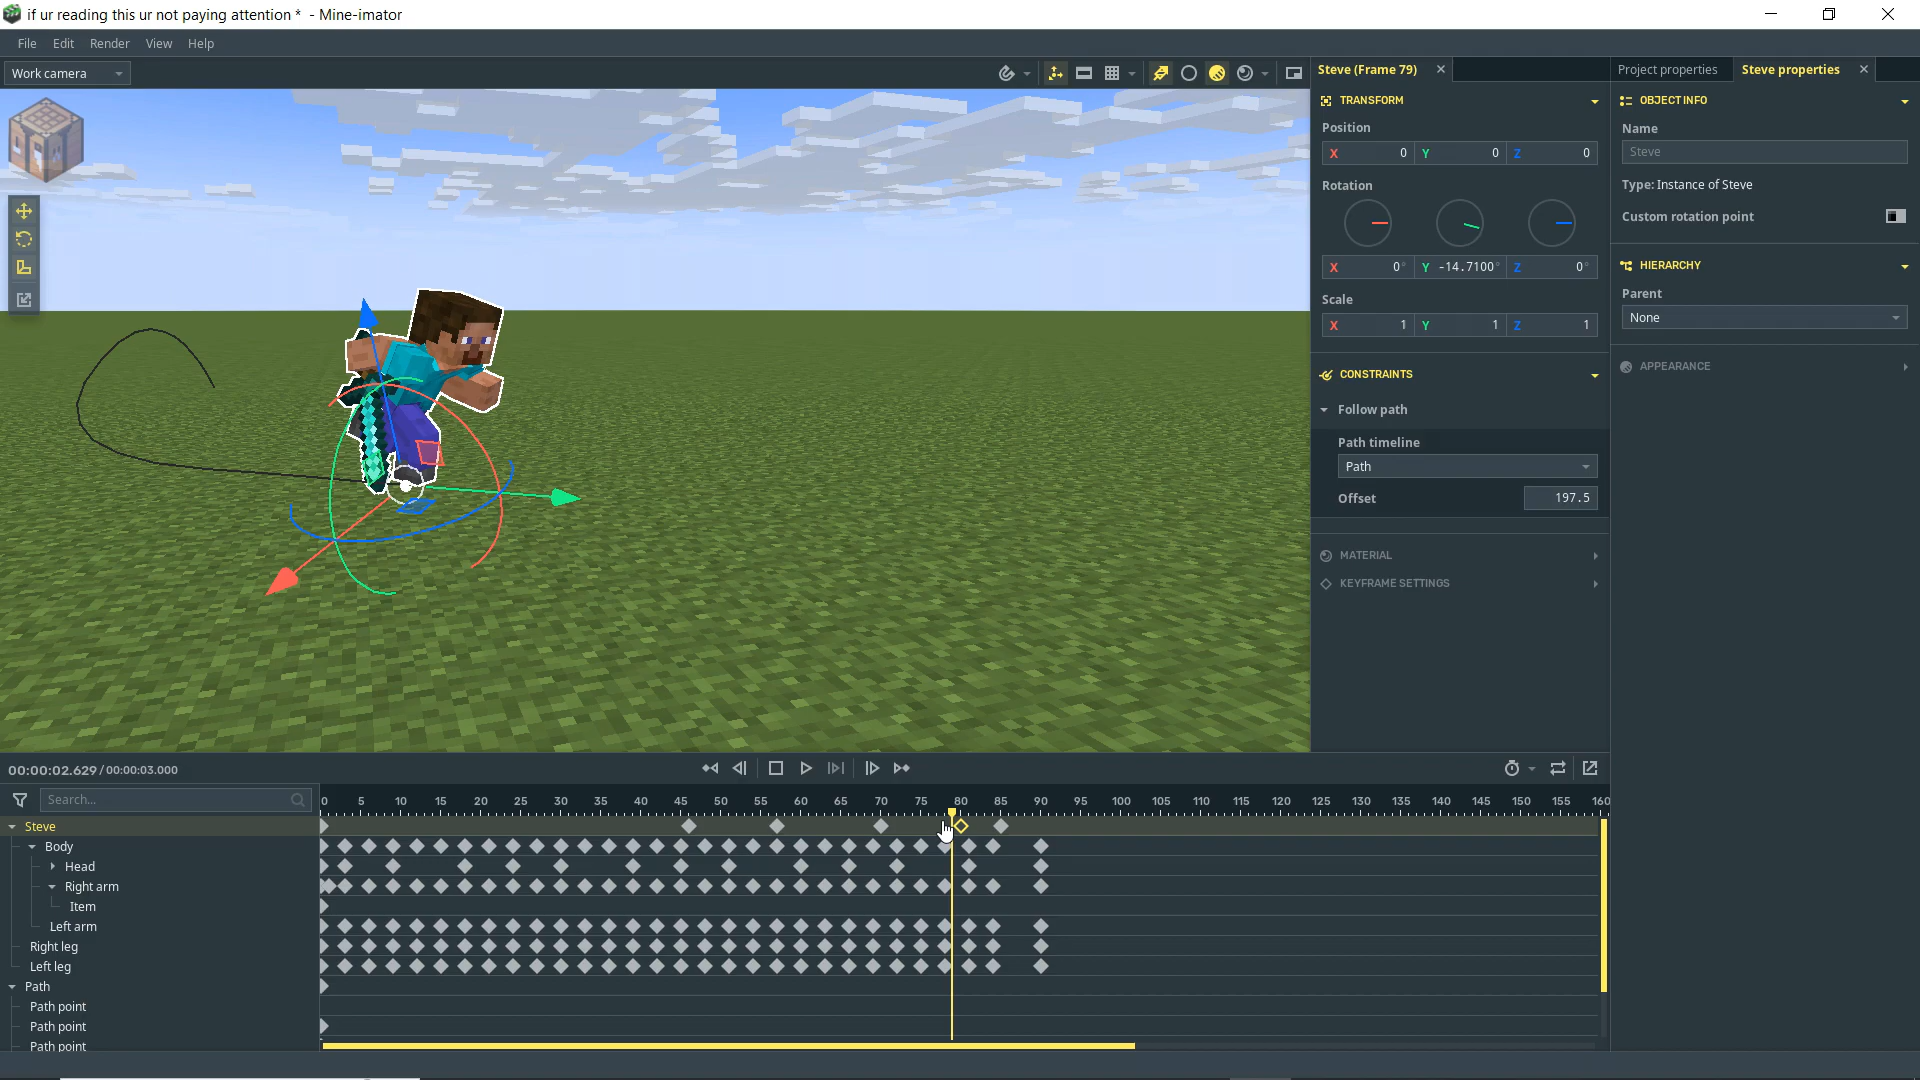 if ur reading this ur not paying attention * - Mine-imator
File Edit Render View Help
Work camera
Steve (Frame 79)
Project properties Steve properties
TRANSFORM
Position
X 0 Y 0 Z 0
Rotation
X 0° Y -14.7100° Z 0°
Scale
X 1 Y 1 Z 1
CONSTRAINTS
Follow path
Path timeline
Path
Offset 197.5
MATERIAL
KEYFRAME SETTINGS
OBJECT INFO
Name
Steve
Type: Instance of Steve
Custom rotation point
HIERARCHY
Parent
None
APPEARANCE
00:00:02.629 / 00:00:03.000
Search...
0 5 10 15 20 25 30 35 40 45 50 55 60 65 70 75 80 85 90 95 100 105 110 115 120 125 130 135 140 145 150 155 160
Steve
Body
Head
Right arm
Item
Left arm
Right leg
Left leg
Path
Path point
Path point
Path point